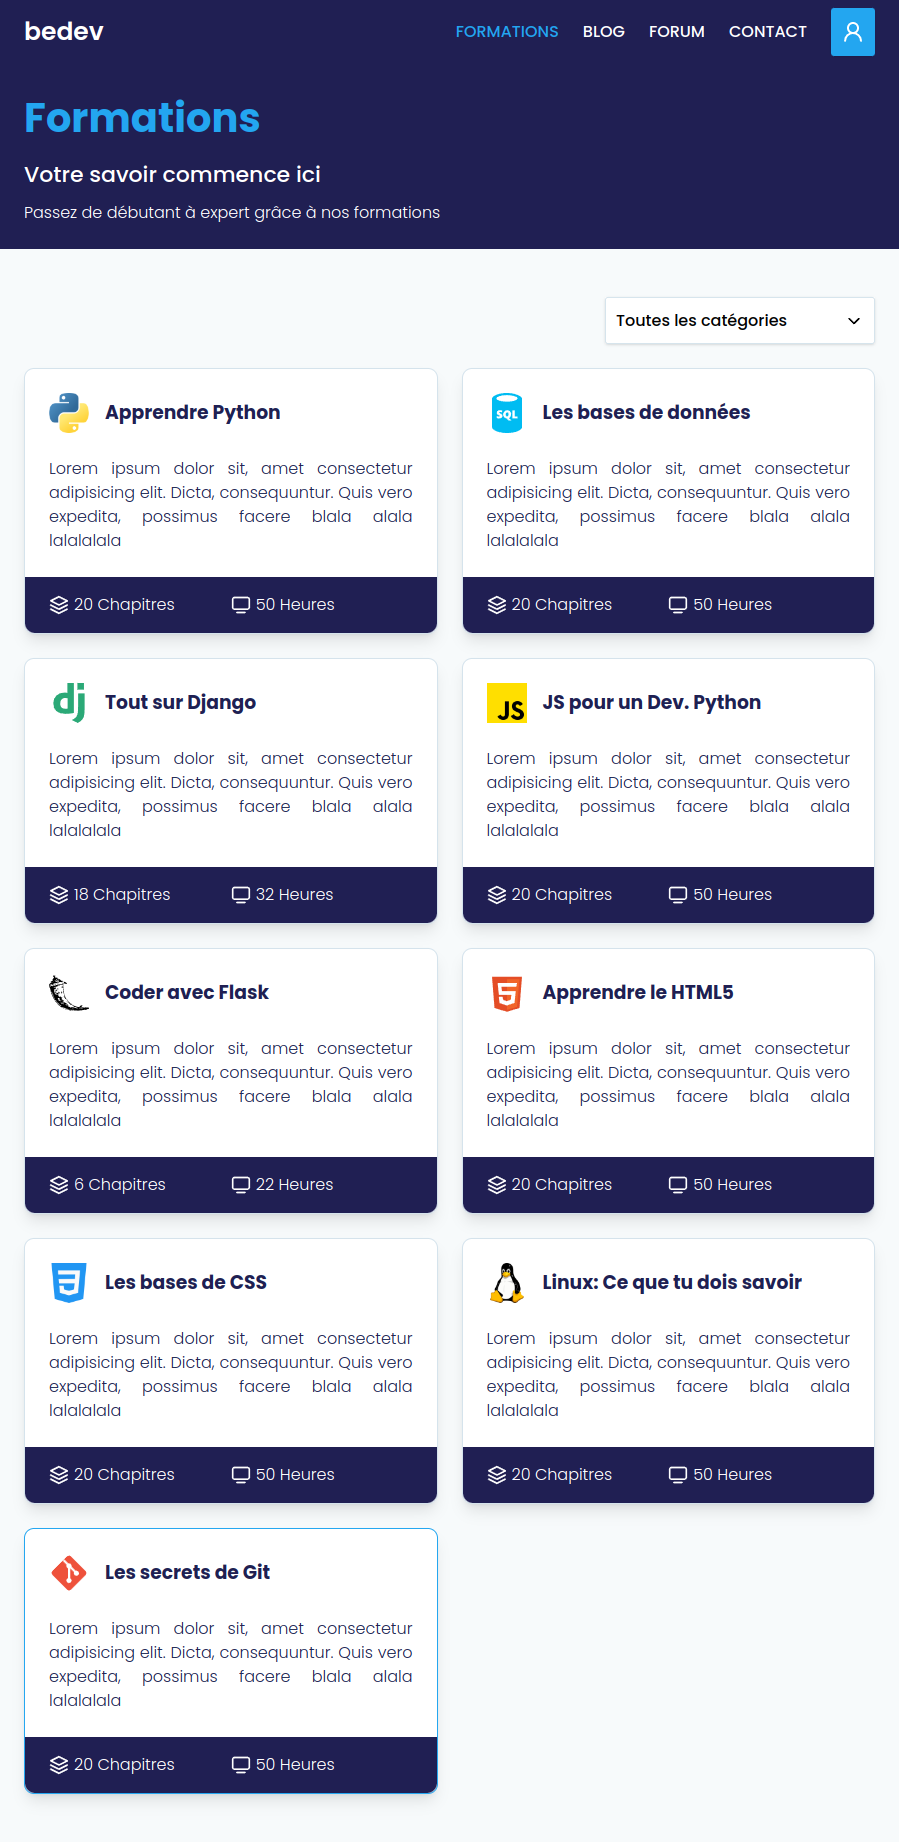 bedev
FORMATIONS BLOG FORUM CONTACT
Formations
Votre savoir commence ici
Passez de débutant à expert grâce à nos formations
Toutes les catégories
Apprendre Python
Lorem ipsum dolor sit, amet consectetur
adipisicing elit. Dicta, consequuntur. Quis vero
expedita, possimus facere blala alala
lalalalala
20 Chapitres 50 Heures
SQL
Les bases de données
Lorem ipsum dolor sit, amet consectetur
adipisicing elit. Dicta, consequuntur. Quis vero
expedita, possimus facere blala alala
lalalalala
20 Chapitres 50 Heures
dj
Tout sur Django
Lorem ipsum dolor sit, amet consectetur
adipisicing elit. Dicta, consequuntur. Quis vero
expedita, possimus facere blala alala
lalalalala
18 Chapitres 32 Heures
JS
JS pour un Dev. Python
Lorem ipsum dolor sit, amet consectetur
adipisicing elit. Dicta, consequuntur. Quis vero
expedita, possimus facere blala alala
lalalalala
20 Chapitres 50 Heures
Coder avec Flask
Lorem ipsum dolor sit, amet consectetur
adipisicing elit. Dicta, consequuntur. Quis vero
expedita, possimus facere blala alala
lalalalala
6 Chapitres 22 Heures
5
Apprendre le HTML5
Lorem ipsum dolor sit, amet consectetur
adipisicing elit. Dicta, consequuntur. Quis vero
expedita, possimus facere blala alala
lalalalala
20 Chapitres 50 Heures
3
Les bases de CSS
Lorem ipsum dolor sit, amet consectetur
adipisicing elit. Dicta, consequuntur. Quis vero
expedita, possimus facere blala alala
lalalalala
20 Chapitres 50 Heures
Linux: Ce que tu dois savoir
Lorem ipsum dolor sit, amet consectetur
adipisicing elit. Dicta, consequuntur. Quis vero
expedita, possimus facere blala alala
lalalalala
20 Chapitres 50 Heures
Les secrets de Git
Lorem ipsum dolor sit, amet consectetur
adipisicing elit. Dicta, consequuntur. Quis vero
expedita, possimus facere blala alala
lalalalala
20 Chapitres 50 Heures